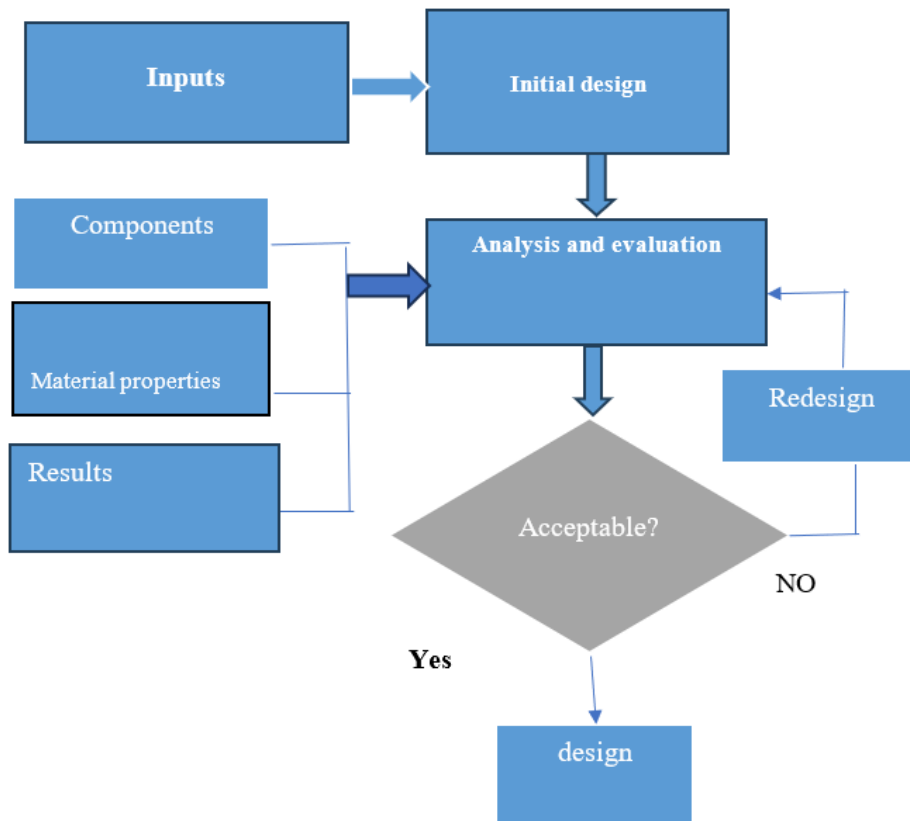 Inputs
Initial design
Components
Analysis and evaluation
Material properties
Redesign
Results
Acceptable?
NO
Yes
design